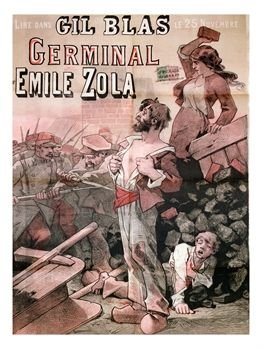 LIRE DANS GIL BLAS LE 25 NOVEMBRE
GERMINAL
EMILE ZOLA